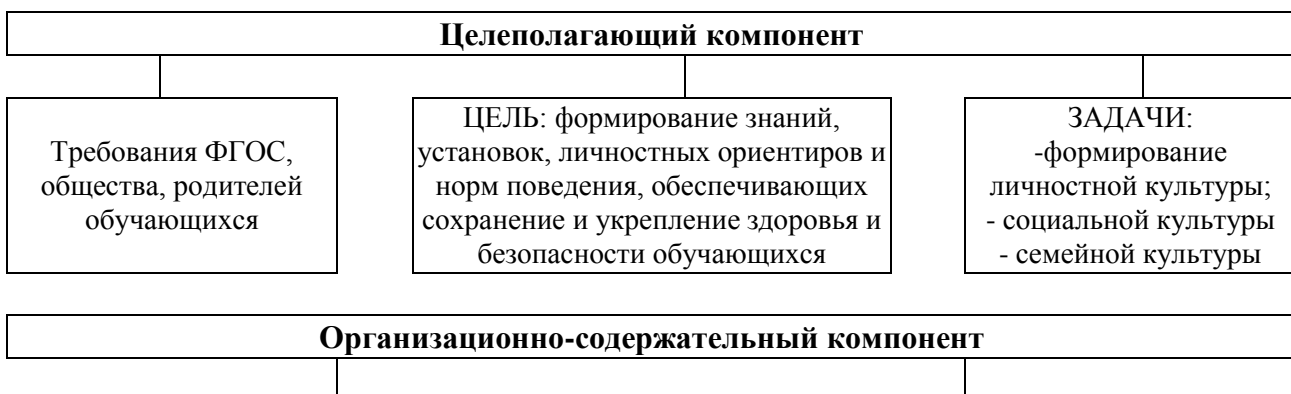 Целеполагающий компонент
Требования ФГОС,
общества, родителей
обучающихся
ЦЕЛЬ: формирование знаний,
установок, личностных ориентиров и
норм поведения, обеспечивающих
сохранение и укрепление здоровья и
безопасности обучающихся
ЗАДАЧИ:
-формирование
личностной культуры;
- социальной культуры
- семейной культуры
Организационно-содержательный компонент